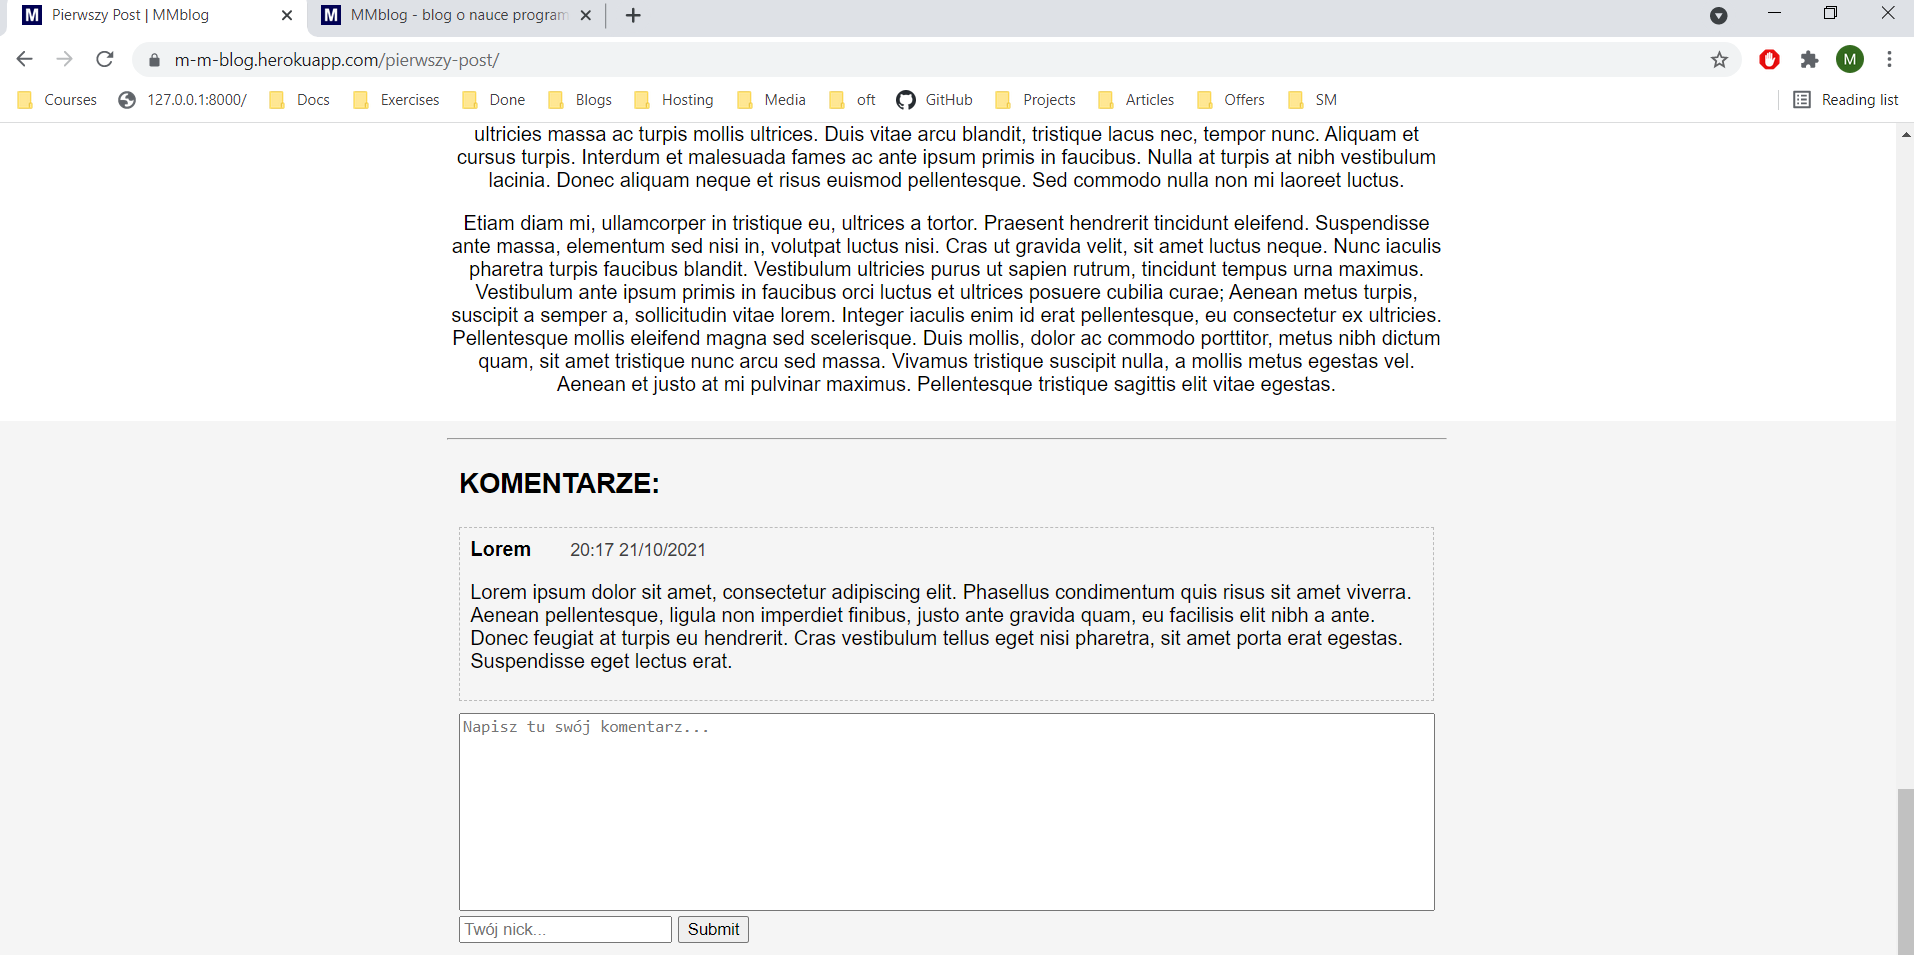 Pierwszy Post | MMblog
MMblog - blog o nauce program
m-m-blog.herokuapp.com/pierwszy-post/
M
Courses 127.0.0.1:8000/ Docs Exercises Done Blogs Hosting Media oft GitHub Projects Articles Offers SM Reading list
ultricies massa ac turpis mollis ultrices. Duis vitae arcu blandit, tristique lacus nec, tempor nunc. Aliquam et
cursus turpis. Interdum et malesuada fames ac ante ipsum primis in faucibus. Nulla at turpis at nibh vestibulum
lacinia. Donec aliquam neque et risus euismod pellentesque. Sed commodo nulla non mi laoreet luctus.
Etiam diam mi, ullamcorper in tristique eu, ultrices a tortor. Praesent hendrerit tincidunt eleifend. Suspendisse
ante massa, elementum sed nisi in, volutpat luctus nisi. Cras ut gravida velit, sit amet luctus neque. Nunc iaculis
pharetra turpis faucibus blandit. Vestibulum ultricies purus ut sapien rutrum, tincidunt tempus urna maximus.
Vestibulum ante ipsum primis in faucibus orci luctus et ultrices posuere cubilia curae; Aenean metus turpis,
suscipit a semper a, sollicitudin vitae lorem. Integer iaculis enim id erat pellentesque, eu consectetur ex ultricies.
Pellentesque mollis eleifend magna sed scelerisque. Duis mollis, dolor ac commodo porttitor, metus nibh dictum
quam, sit amet tristique nunc arcu sed massa. Vivamus tristique suscipit nulla, a mollis metus egestas vel.
Aenean et justo at mi pulvinar maximus. Pellentesque tristique sagittis elit vitae egestas.
KOMENTARZE:
Lorem 20:17 21/10/2021
Lorem ipsum dolor sit amet, consectetur adipiscing elit. Phasellus condimentum quis risus sit amet viverra.
Aenean pellentesque, ligula non imperdiet finibus, justo ante gravida quam, eu facilisis elit nibh a ante.
Donec feugiat at turpis eu hendrerit. Cras vestibulum tellus eget nisi pharetra, sit amet porta erat egestas.
Suspendisse eget lectus erat.
Napisz tu swój komentarz...
Twój nick... Submit